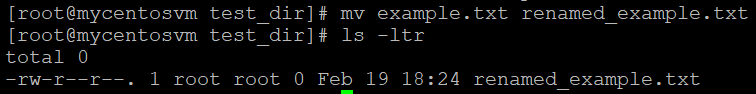 [root@mycentosvm test_dir]# mv example.txt renamed_example.txt
[root@mycentosvm test_dir]# ls -ltr
total 0
-rw-r--r--. 1 root root 0 Feb 19 18:24 renamed_example.txt